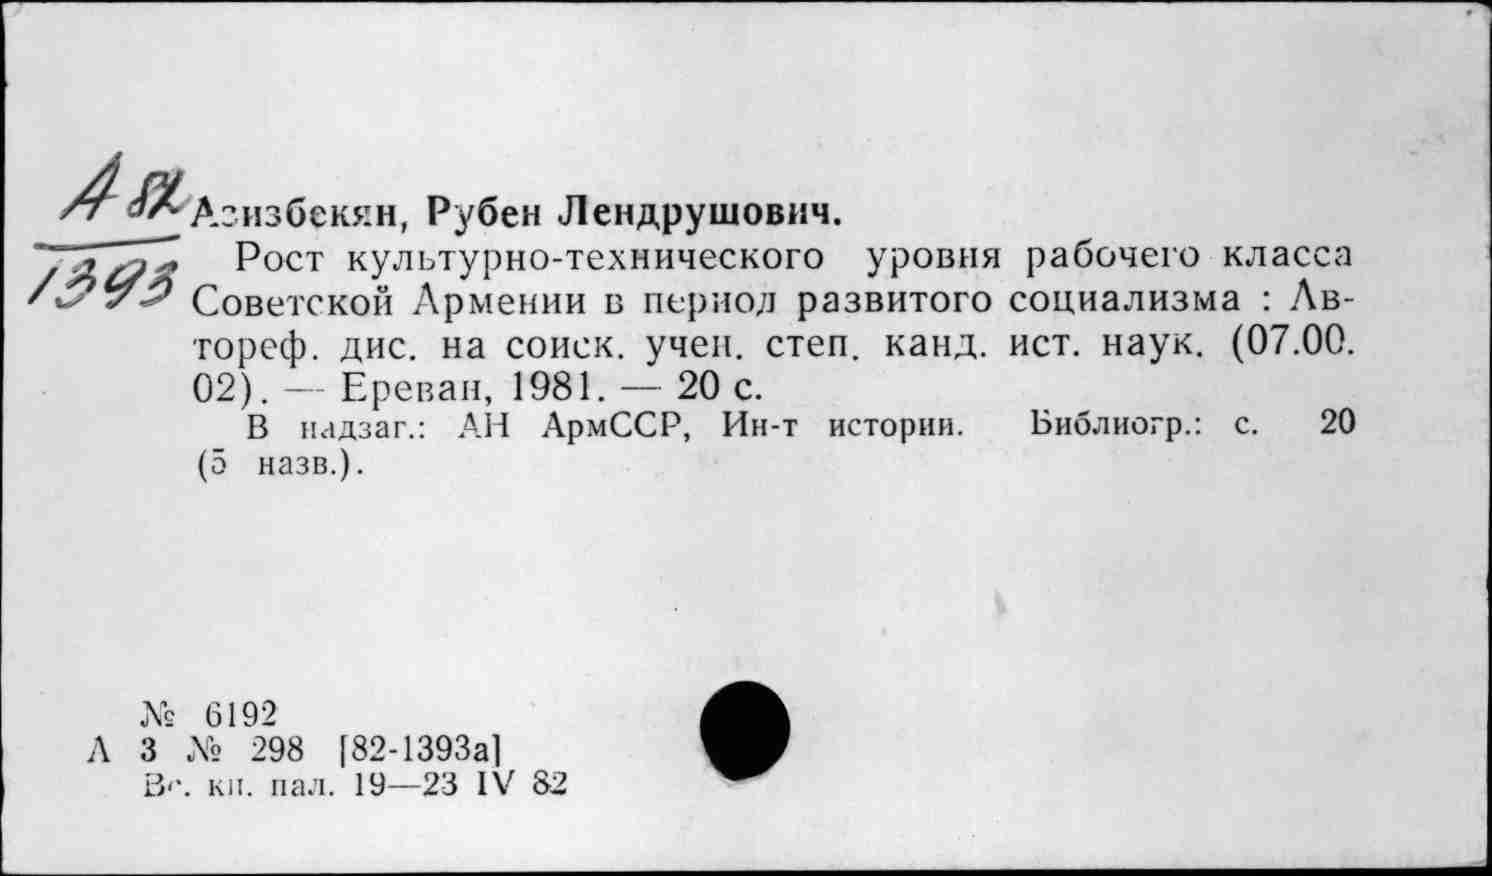 Азизбекян, Рубен Лендрушович.
1393 Рост культурно-технического уровня рабочего класса
Советской Армении в период развитого социализма : Ав-
тореф. дис. на соиск. учен. степ. канд. ист. наук. (07.00.
02). — Ереван, 1981. — 20 с.
В надзаг.: АН АрмССР, Ин-т истории. Библиогр.: с. 20
(5 назв.).
№ 6192
А 3 № 298 [82-1393а]
Вс. кн. пал. 19—23 IV 82